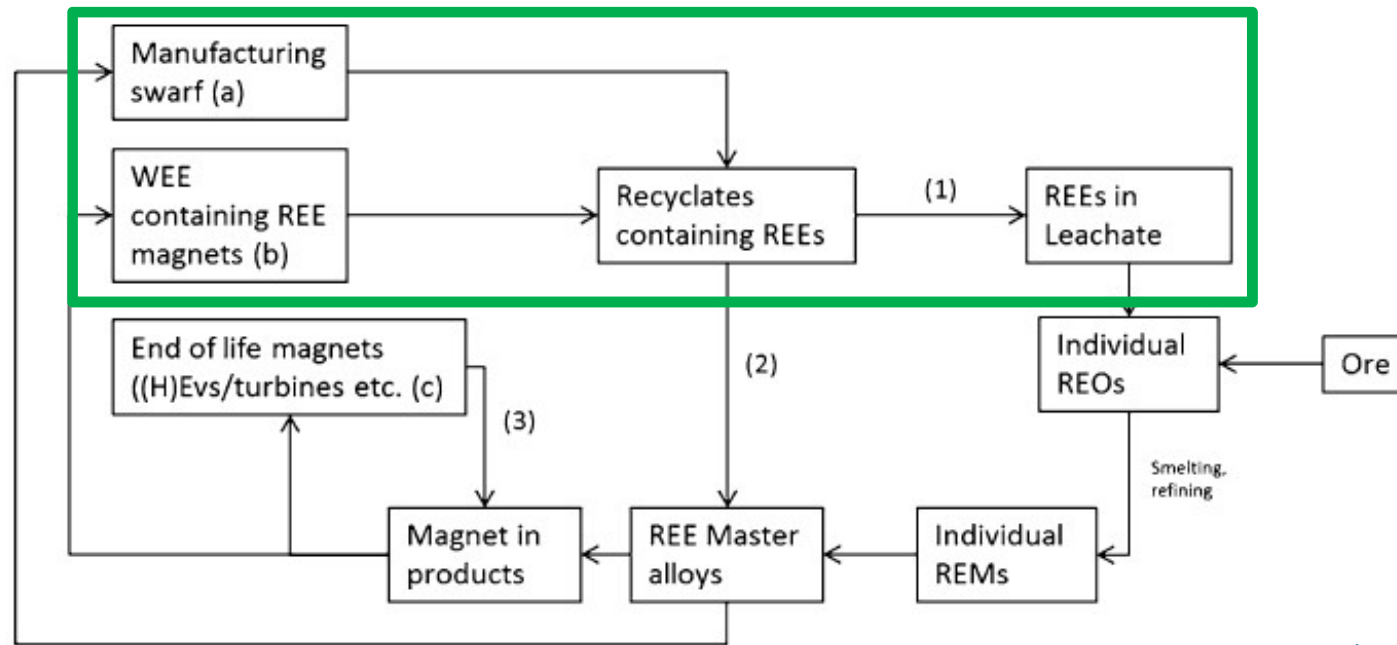 Manufacturing
swarf (a)
WEE
containing REE
magnets (b)
Recyclates
containing REEs
(1)
REEs in
Leachate
End of life magnets
((H)Evs/turbines etc. (c)
(3)
(2)
Individual
REOs
Ore
Smelting,
refining
Magnet in
products
REE Master
alloys
Individual
REMs